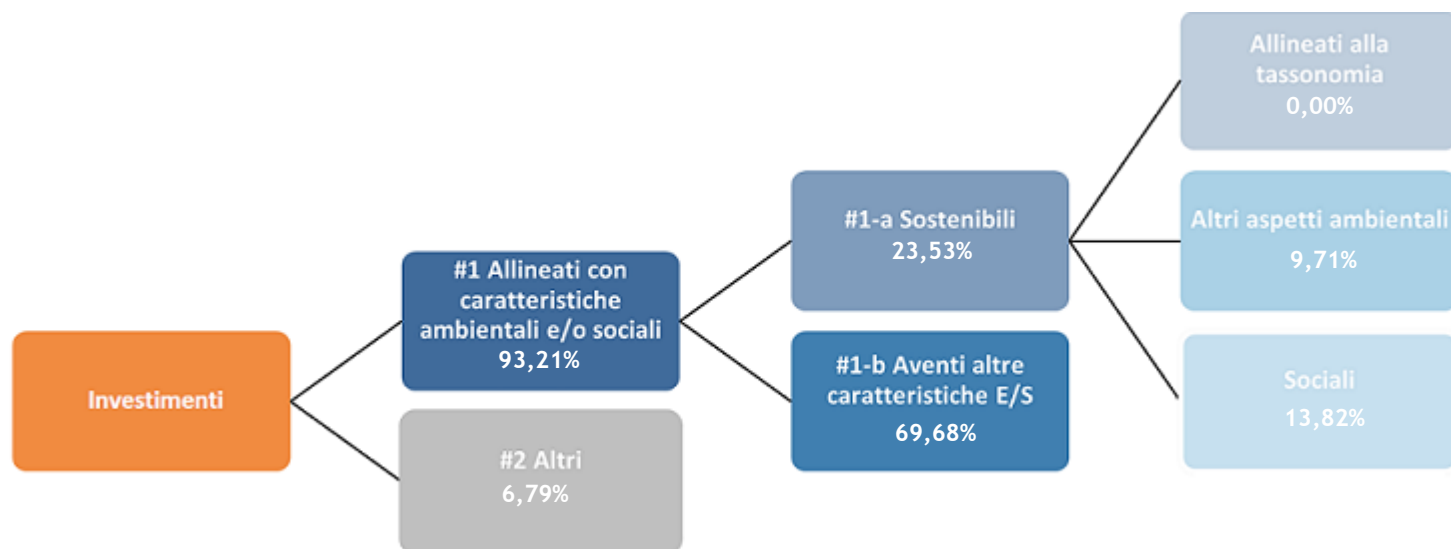 Investimenti
#1 Allineati con
caratteristiche
ambientali e/o sociali
93,21%
#2 Altri
6,79%
#1-a Sostenibili
23,53%
#1-b Aventi altre
caratteristiche E/S
69,68%
Allineati alla
tassonomia
0,00%
Altri aspetti ambientali
9,71%
Sociali
13,82%